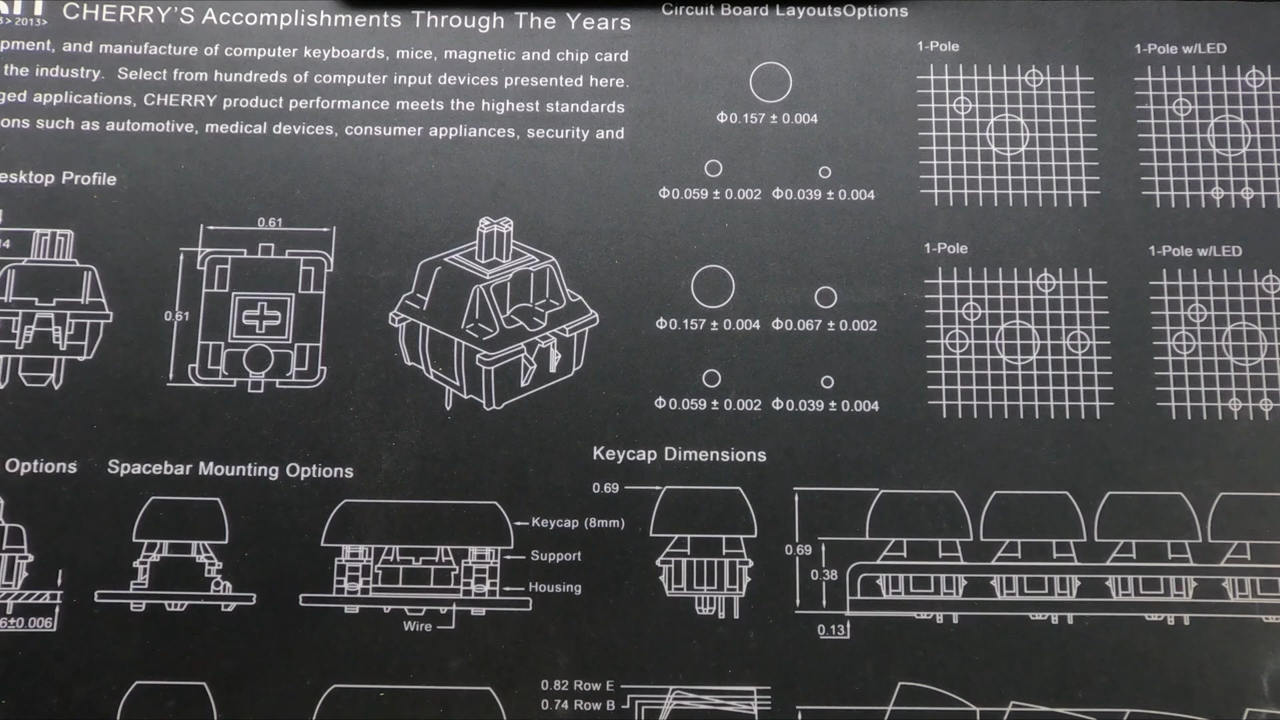 > 2013>
CHERRY'S Accomplishments Through The Years
pment, and manufacture of computer keyboards, mice, magnetic and chip card
the industry. Select from hundreds of computer input devices presented here.
ged applications, CHERRY product performance meets the highest standards
ons such as automotive, medical devices, consumer appliances, security and
esktop Profile
4
0.61
0.61
Circuit Board LayoutsOptions
Φ0.157 ± 0.004
Φ0.059 ± 0.002 Φ0.039 ± 0.004
1-Pole
1-Pole w/LED
Φ0.157 ± 0.004 Φ0.067 ± 0.002
Φ0.059 ± 0.002 Φ0.039 ± 0.004
1-Pole
1-Pole w/LED
Options
6±0.006
Spacebar Mounting Options
Keycap (8mm)
Support
Housing
Wire
Keycap Dimensions
0.69
0.69
0.38
0.13
0.82 Row E
0.74 Row B